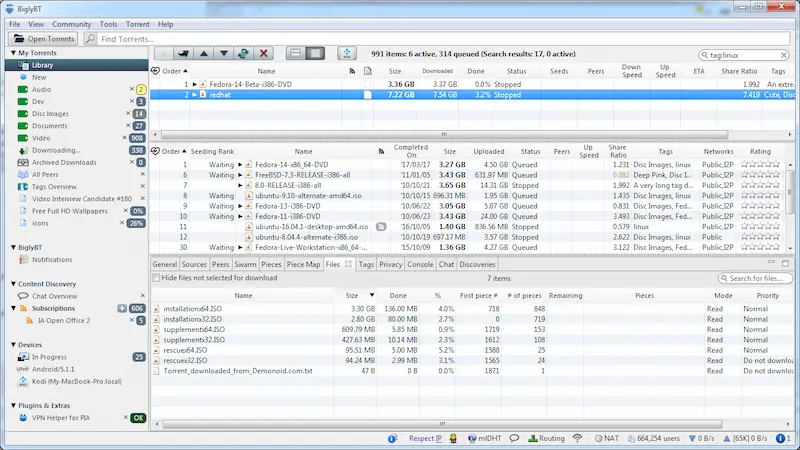 BiglyBT
File View Community Tools Torrent Help
Open Torrents Find Torrents...
My Torrents
Library
New
Audio 2
Dev 3
Disc Images 14
Documents 27
Video 908
Downloading... 338
Archived Downloads 0
All Peers
Tags Overview
Video Interview Candidate #180
Free Full HD Wallpapers 0%
icons 26%
BiglyBT
Notifications
Content Discovery
Chat Overview
Subscriptions 606
IA Open Office 2 5
Devices
In Progress 25
UPnP Android/5.1.1
Kodi (My-MacBook-Pro.local)
Plugins & Extras
VPN Helper for PIA OK
991 items: 6 active, 314 queued (Search results: 17, 0 active) tag:linux
Order Name Size Downloaded Done Status Seeds Peers Down Speed Up Speed ETA Share Ratio Tags
1 Fedora-14-Beta-i386-DVD 3.36 GB 3.37 GB 0.0% Stopped 1.992 An extre.
2 redhat 7.22 GB 7.54 GB 3.2% Stopped 7.419 Cute, Disc
Order Seeding Rank Name Completed On Size Uploaded Status Peers Up Speed Share Ratio Tags Networks Rating
1 Waiting Fedora-14-x86_64-DVD '17/03/17 3.27 GB 4.50 GB Queued 1.231 Disc Images, linux Public,I2P
6 Waiting FreeBSD-7.3-RELEASE-i386-all '11/01/05 3.43 GB 631.97 MB Queued 0.082 Deep Pink, Disc I... Public,I2P
7 Waiting 8.0-RELEASE-i386-all '10/10/21 3.65 GB 14.31 GB Stopped 1.992 A very long tag d... Public,I2P
8 Waiting ubuntu-9.10-alternate-amd64.iso '10/10/15 696.31 MB 1.95 GB Queued 1.435 Disc Images, linux Public,I2P
9 Waiting Fedora-13-i386-DVD '10/06/22 3.09 GB 5.07 GB Queued 0.831 Disc Images, Fed... Public,I2P
10 Waiting Fedora-11-i386-DVD '10/06/23 3.43 GB 24.00 GB Queued 3.493 Disc Images, linux Public,I2P
11 ubuntu-16.04.1-desktop-amd64.iso '16/10/06 1.40 GB 836.56 MB Stopped 0.579 linux Public
12 ubuntu-8.04.4-alternate-i386.iso '15/10/19 697.17 MB 3.57 GB Stopped 2.622 Disc Images, linux Public,I2P
30 Waiting Fedora-Live-Workstation-x86_64-... '15/10/09 1.36 GB 4.27 GB Queued 3.122 Disc Images, Fed... Public,I2P
General Sources Peers Swarm Pieces Piece Map Files Tags Privacy Console Chat Discoveries
Hide files not selected for download 7 items Search for files...
Name Size Done % First piece # # of pieces Remaining Pieces Mode Priority
installationx64.ISO 3.30 GB 136.00 MB 4.0% 718 848 Read Normal
installationx32.ISO 2.80 GB 80.00 MB 2.7% 0 719 Read Normal
supplementx64.ISO 609.79 MB 5.85 MB 0.9% 1719 153 Read Normal
supplementx32.ISO 427.63 MB 10.14 MB 2.3% 1612 108 Read Normal
rescuex64.ISO 95.51 MB 5.00 MB 5.2% 1588 25 Read Normal
rescuex32.ISO 94.24 MB 2.99 MB 3.1% 1565 24 Read Do not downloa
Torrent_downloaded_from_Demonoid.com.txt 47 B 0 B 0.0% 1871 1 Read Do not downloa
Respect IP mlDHT Routing NAT 664,254 users 0 B/s [65K] 0 B/s 1